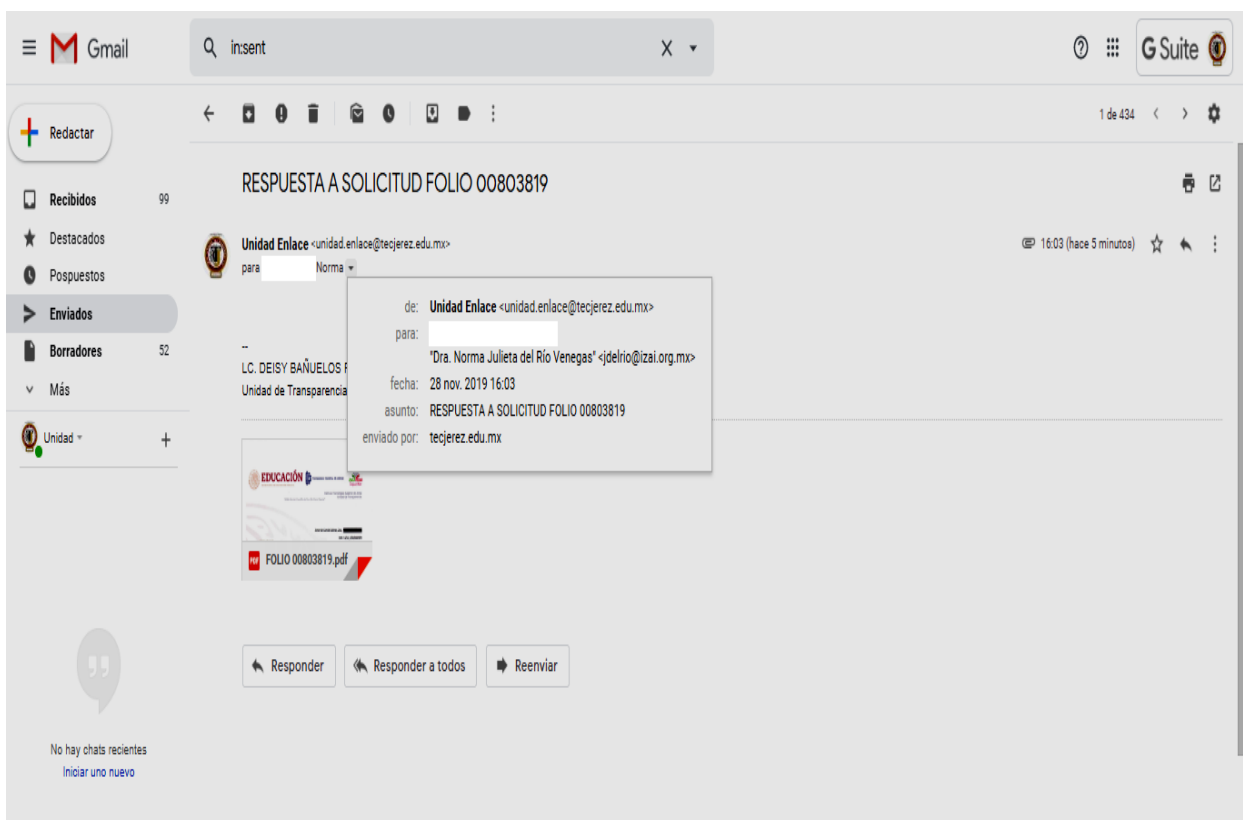 Gmail
in:sent
X
G Suite
Redactar
1 de 434
RESPUESTA A SOLICITUD FOLIO 00803819
Recibidos 99
Destacados
Pospuestos
Enviados
Borradores 52
Más
Unidad
Unidad Enlace <unidad.enlace@tecjerez.edu.mx>
16:03 (hace 5 minutos)
para Norma
de: Unidad Enlace <unidad.enlace@tecjerez.edu.mx>
para:
"Dra. Norma Julieta del Río Venegas" <jdelrio@izai.org.mx>
fecha: 28 nov. 2019 16:03
asunto: RESPUESTA A SOLICITUD FOLIO 00803819
enviado por: tecjerez.edu.mx
--
LC. DEISY BAÑUELOS
Unidad de Transparencia
EDUCACIÓN
PDF FOLIO 00803819.pdf
Responder
Responder a todos
Reenviar
No hay chats recientes
Iniciar uno nuevo